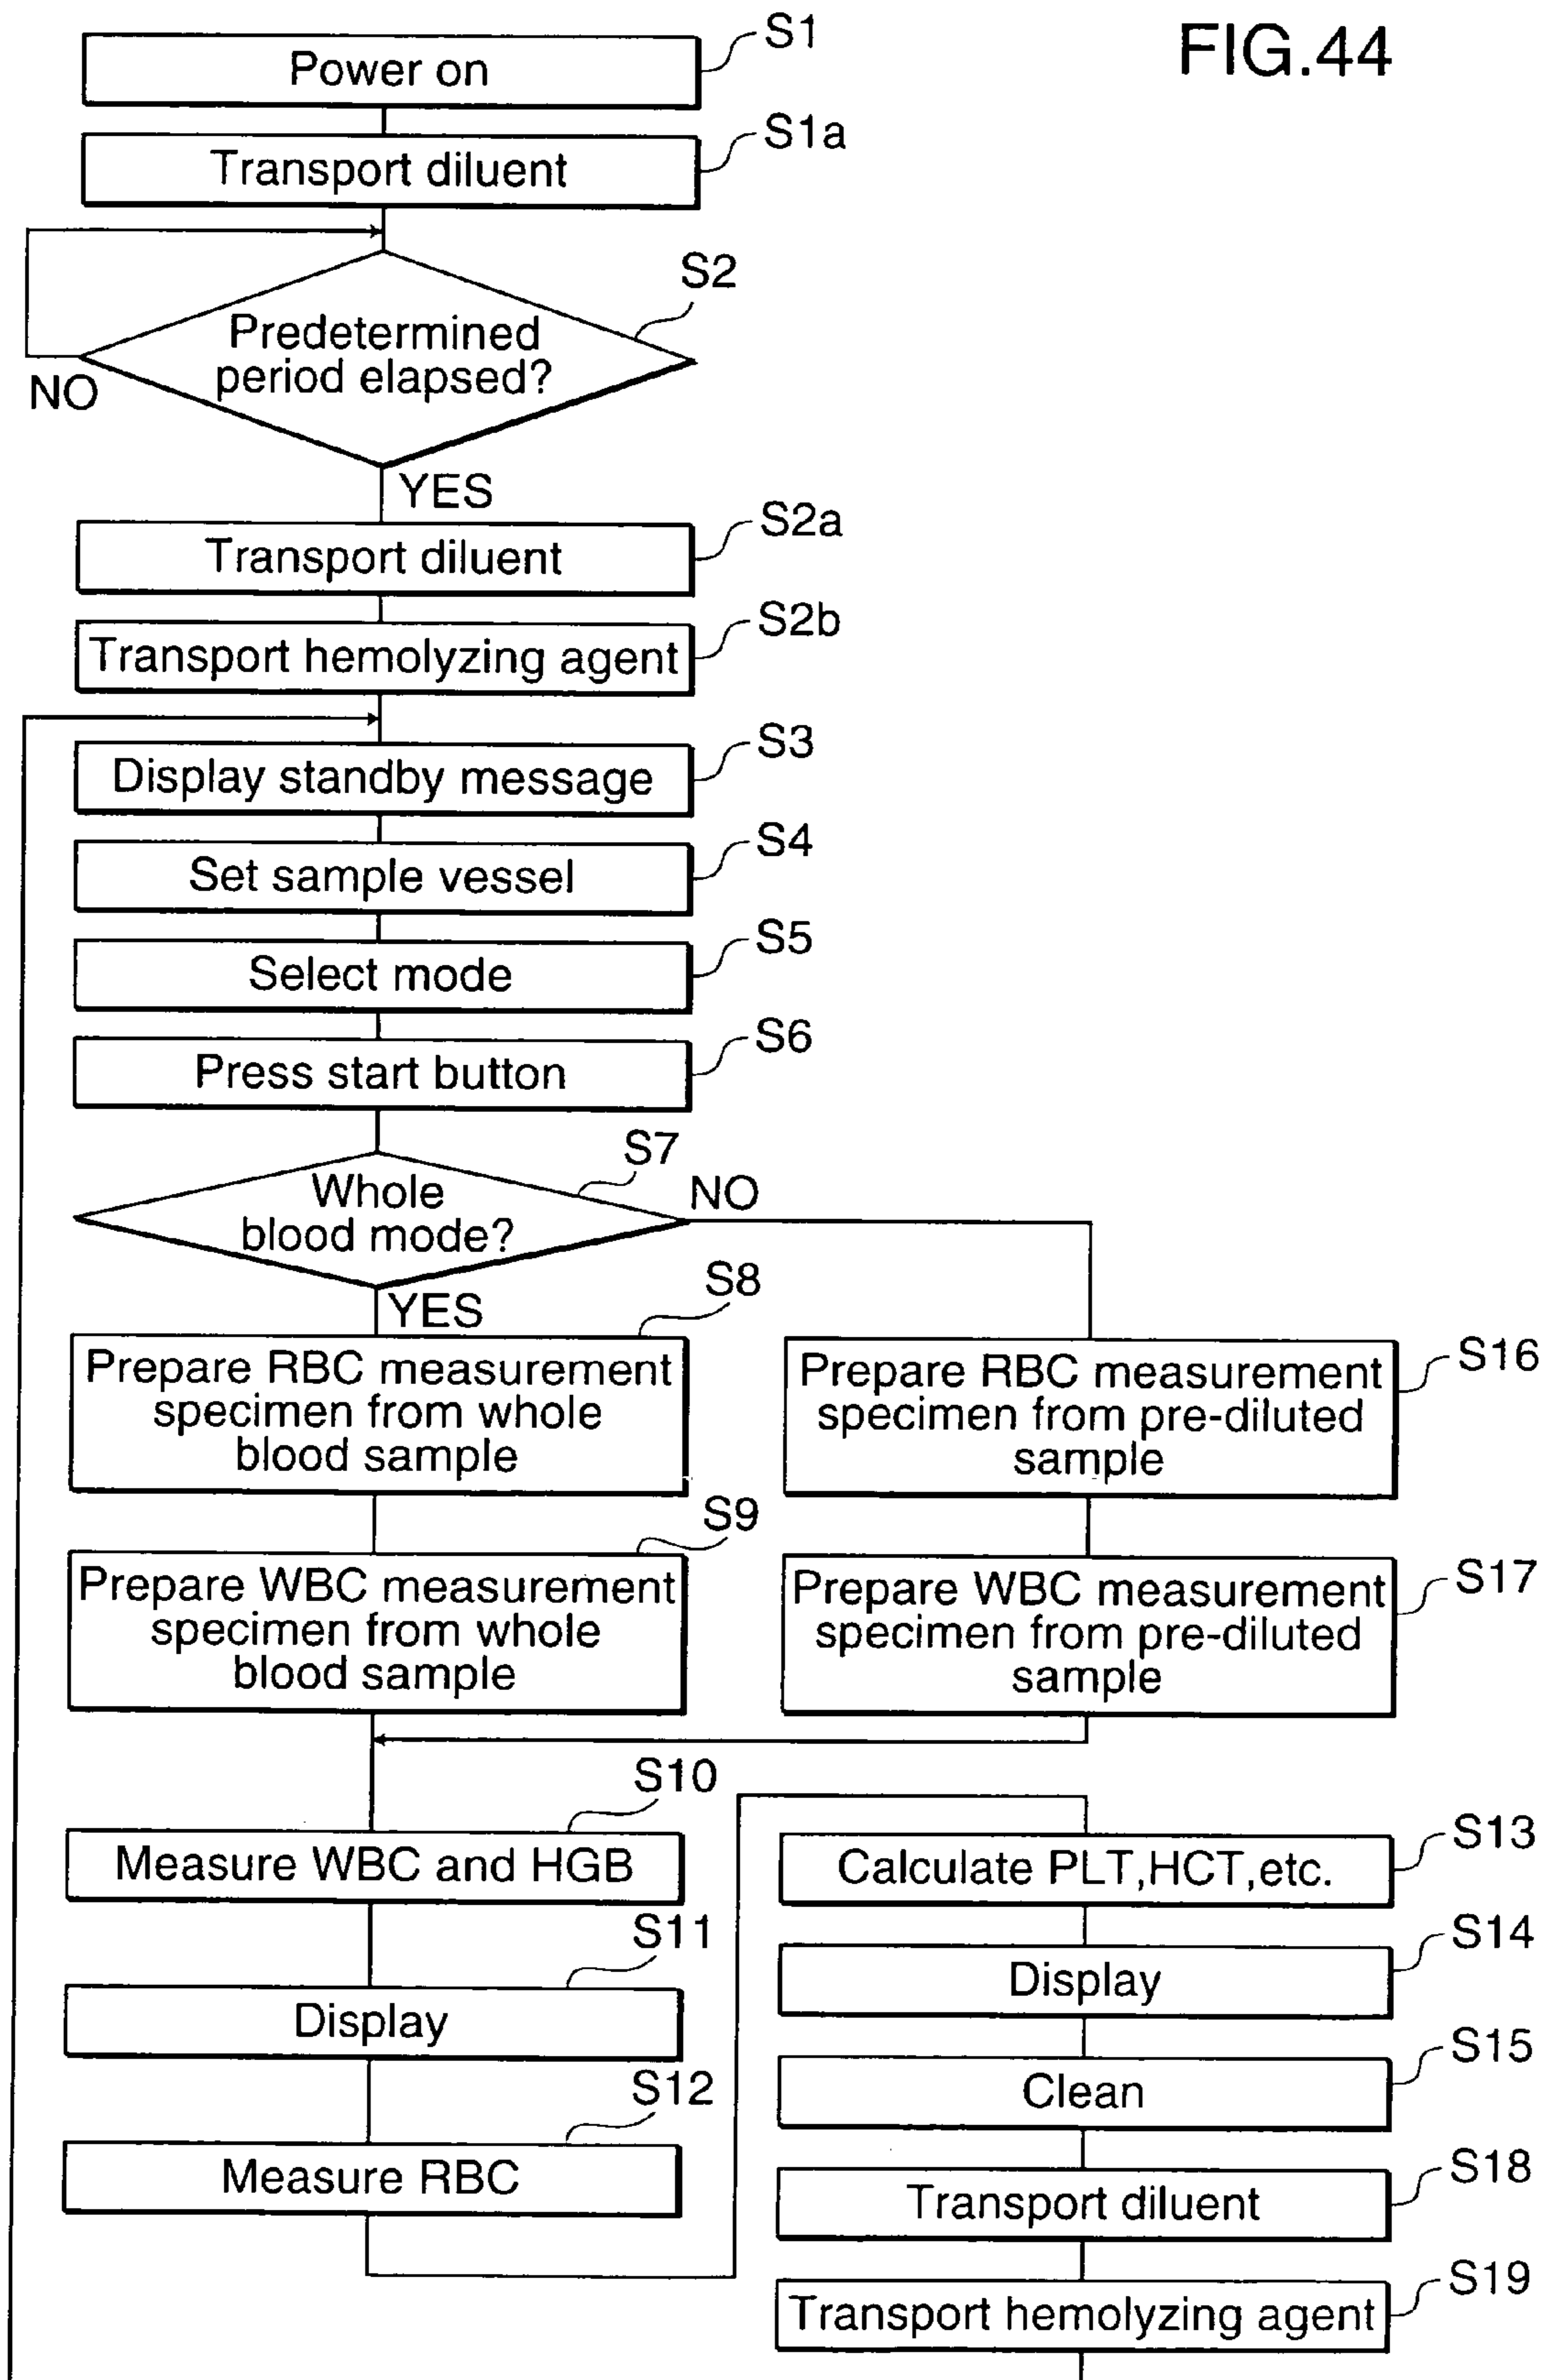 FIG.44
S1
Power on
S1a
Transport diluent
S2
Predetermined
period elapsed?
NO
YES
S2a
Transport diluent
S2b
Transport hemolyzing agent
S3
Display standby message
S4
Set sample vessel
S5
Select mode
S6
Press start button
S7
Whole
blood mode?
NO
YES
S8
Prepare RBC measurement
specimen from whole
blood sample
S9
Prepare WBC measurement
specimen from whole
blood sample
S16
Prepare RBC measurement
specimen from pre-diluted
sample
S17
Prepare WBC measurement
specimen from pre-diluted
sample
S10
Measure WBC and HGB
S11
Display
S12
Measure RBC
S13
Calculate PLT,HCT,etc.
S14
Display
S15
Clean
S18
Transport diluent
S19
Transport hemolyzing agent